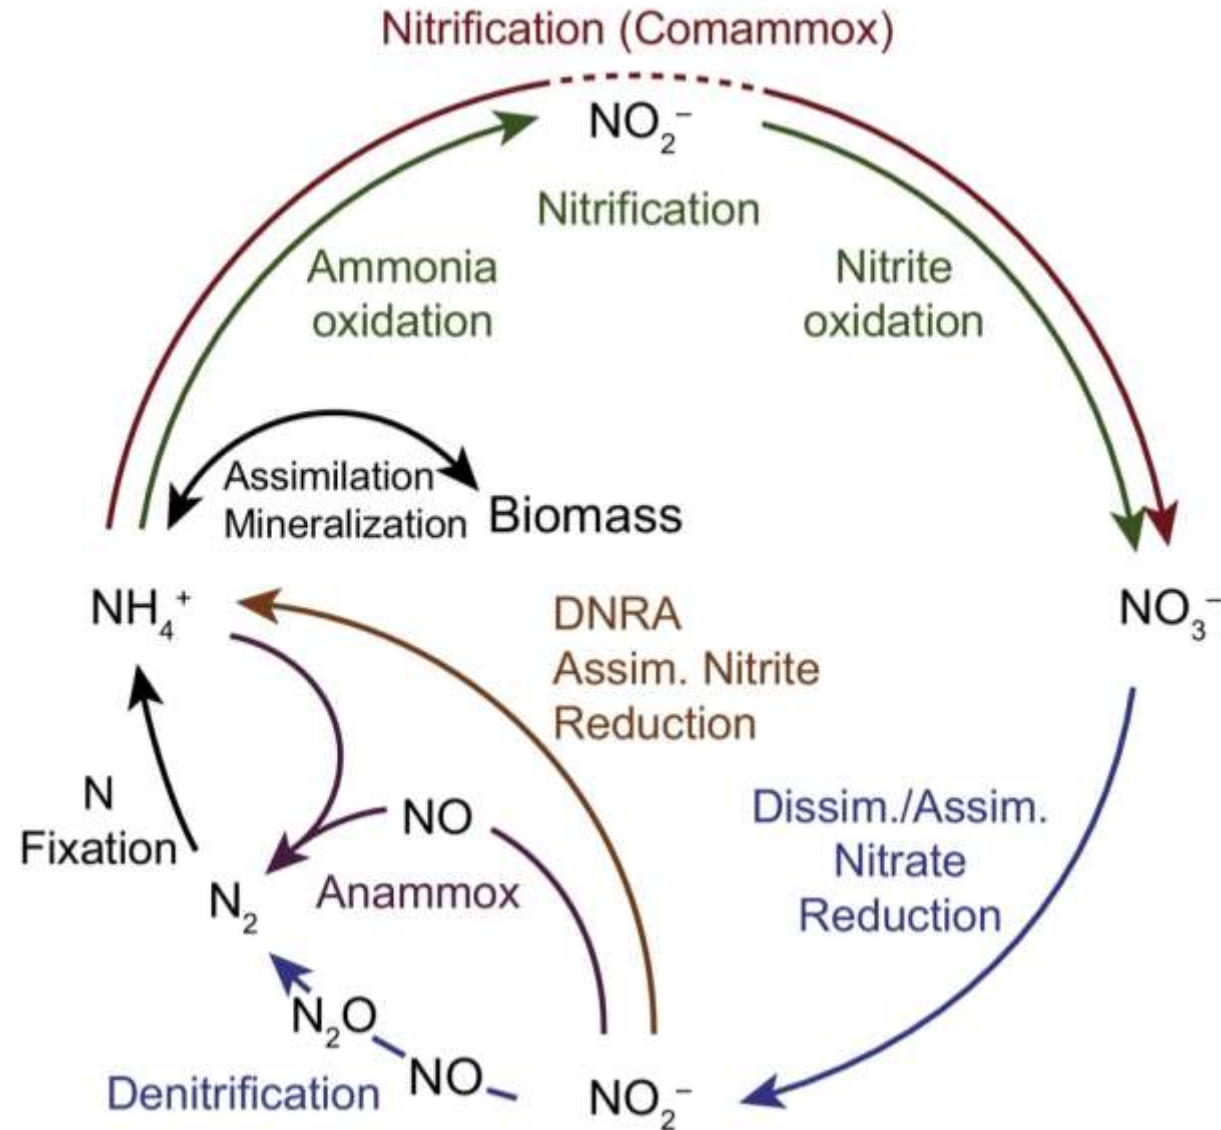 Nitrification (Comammox)
NO₂⁻
Nitrification
Ammonia
oxidation
Nitrite
oxidation
Assimilation
Mineralization
Biomass
NH₄⁺
NO₃⁻
DNRA
Assim. Nitrite
Reduction
N
Fixation
NO
Dissim./Assim.
Nitrate
Reduction
N₂
Anammox
N₂O
NO
Denitrification
NO₂⁻